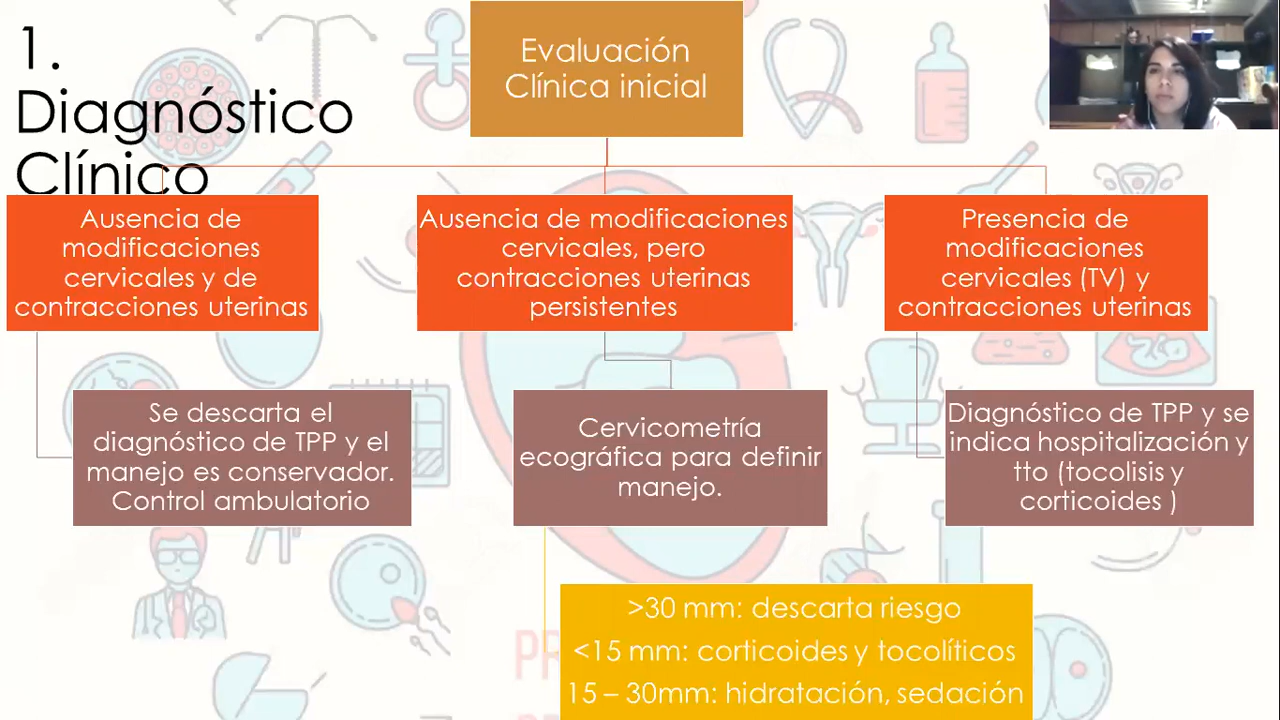 1.
Diagnóstico
Clínico
Evaluación
Clínica inicial
Ausencia de
modificaciones
cervicales y de
contracciones uterinas
Ausencia de modificaciones
cervicales, pero
contracciones uterinas
persistentes
Presencia de
modificaciones
cervicales (TV) y
contracciones uterinas
Se descarta el
diagnóstico de TPP y el
manejo es conservador.
Control ambulatorio
Cervicometría
ecográfica para definir
manejo.
Diagnóstico de TPP y se
indica hospitalización y
tto (tocolisis y
corticoides )
>30 mm: descarta riesgo
<15 mm: corticoides y tocolíticos
15 – 30mm: hidratación, sedación